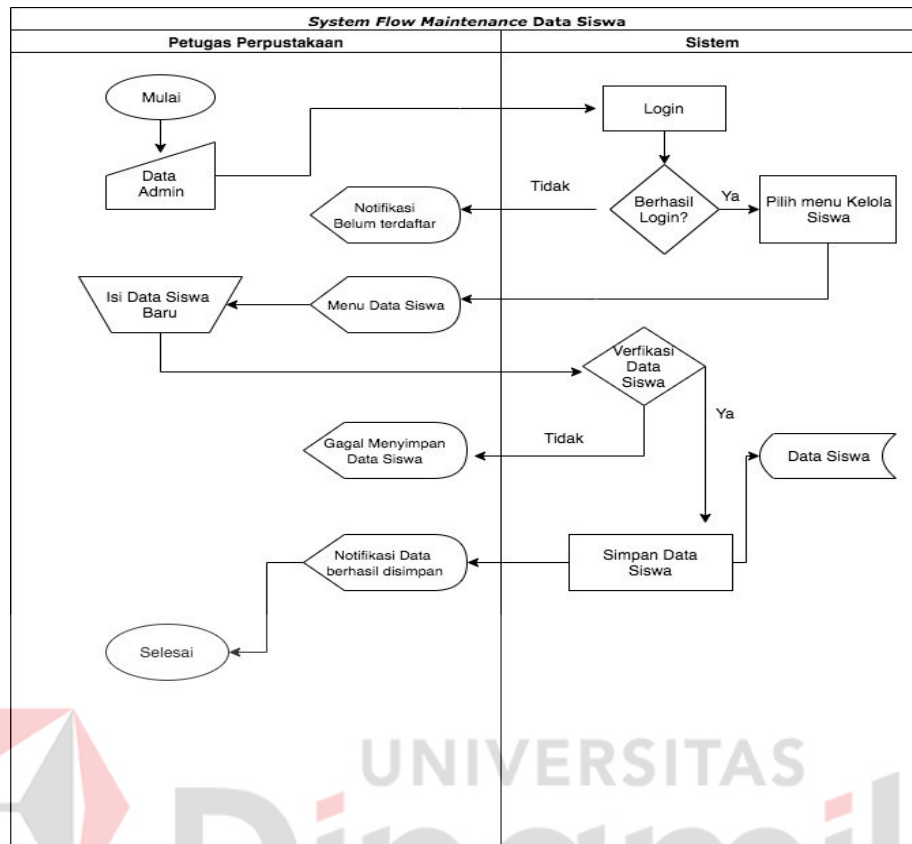 System Flow Maintenance Data Siswa
Petugas Perpustakaan
Sistem
Mulai
Login
Data
Admin
Tidak
Notifikasi
Belum terdaftar
Berhasil
Login?
Ya
Pilih menu Kelola
Siswa
Isi Data Siswa
Baru
Menu Data Siswa
Verfikasi
Data
Siswa
Ya
Tidak
Gagal Menyimpan
Data Siswa
Data Siswa
Notifikasi Data
berhasil disimpan
Simpan Data
Siswa
Selesai
UNIVERSITAS